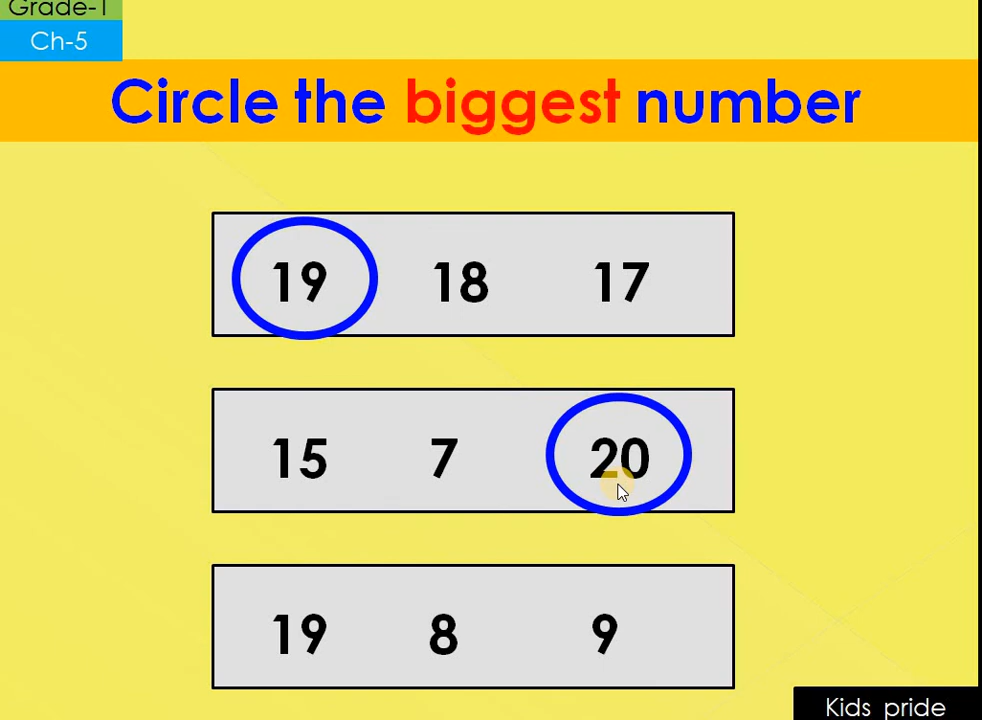 Grade-1
Ch-5
Circle the biggest number
19 18 17
15 7 20
19 8 9
Kids pride